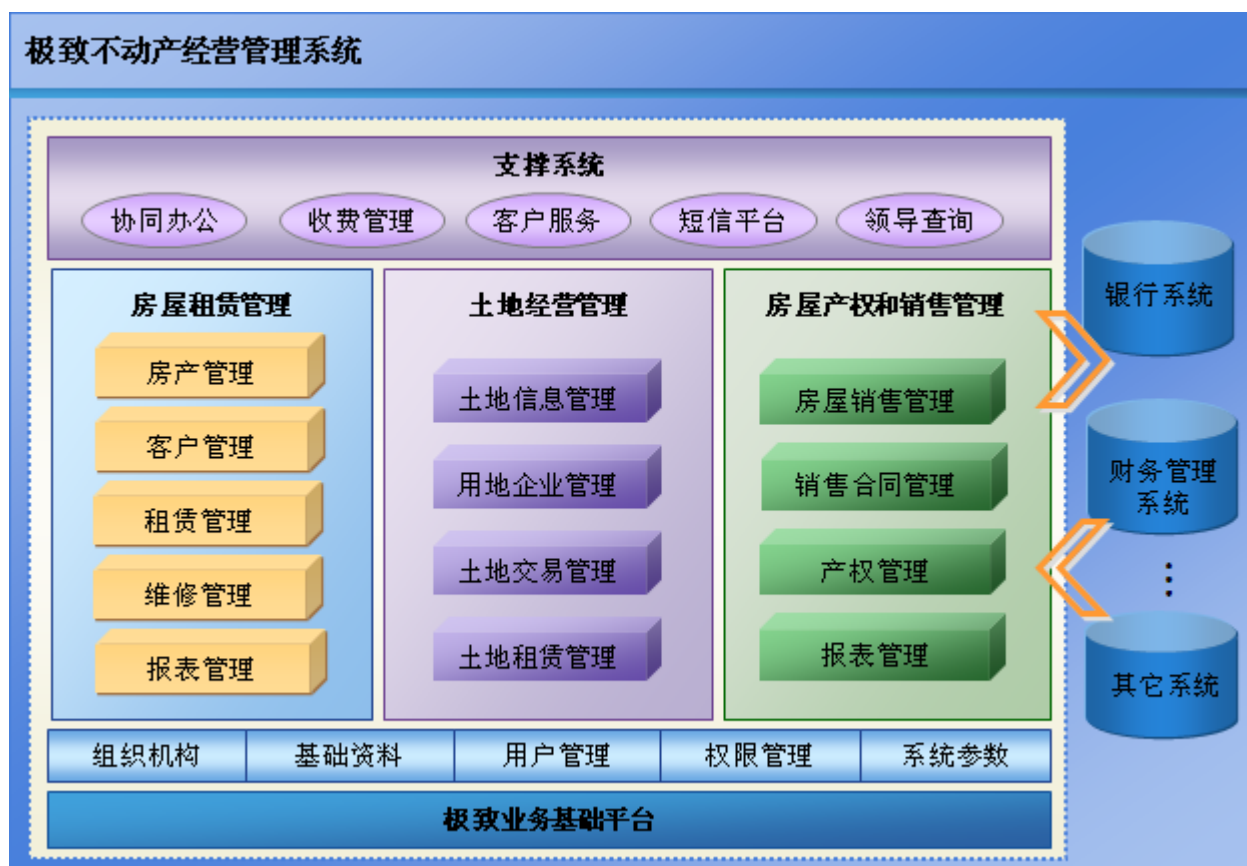 极致不动产经营管理系统
支撑系统
协同办公
收费管理
客户服务
短信平台
领导查询
房屋租赁管理
房产管理
客户管理
租赁管理
维修管理
报表管理
土地经营管理
土地信息管理
用地企业管理
土地交易管理
土地租赁管理
房屋产权和销售管理
房屋销售管理
销售合同管理
产权管理
报表管理
银行系统
财务管理
系统
其它系统
组织机构
基础资料
用户管理
权限管理
系统参数
极致业务基础平台